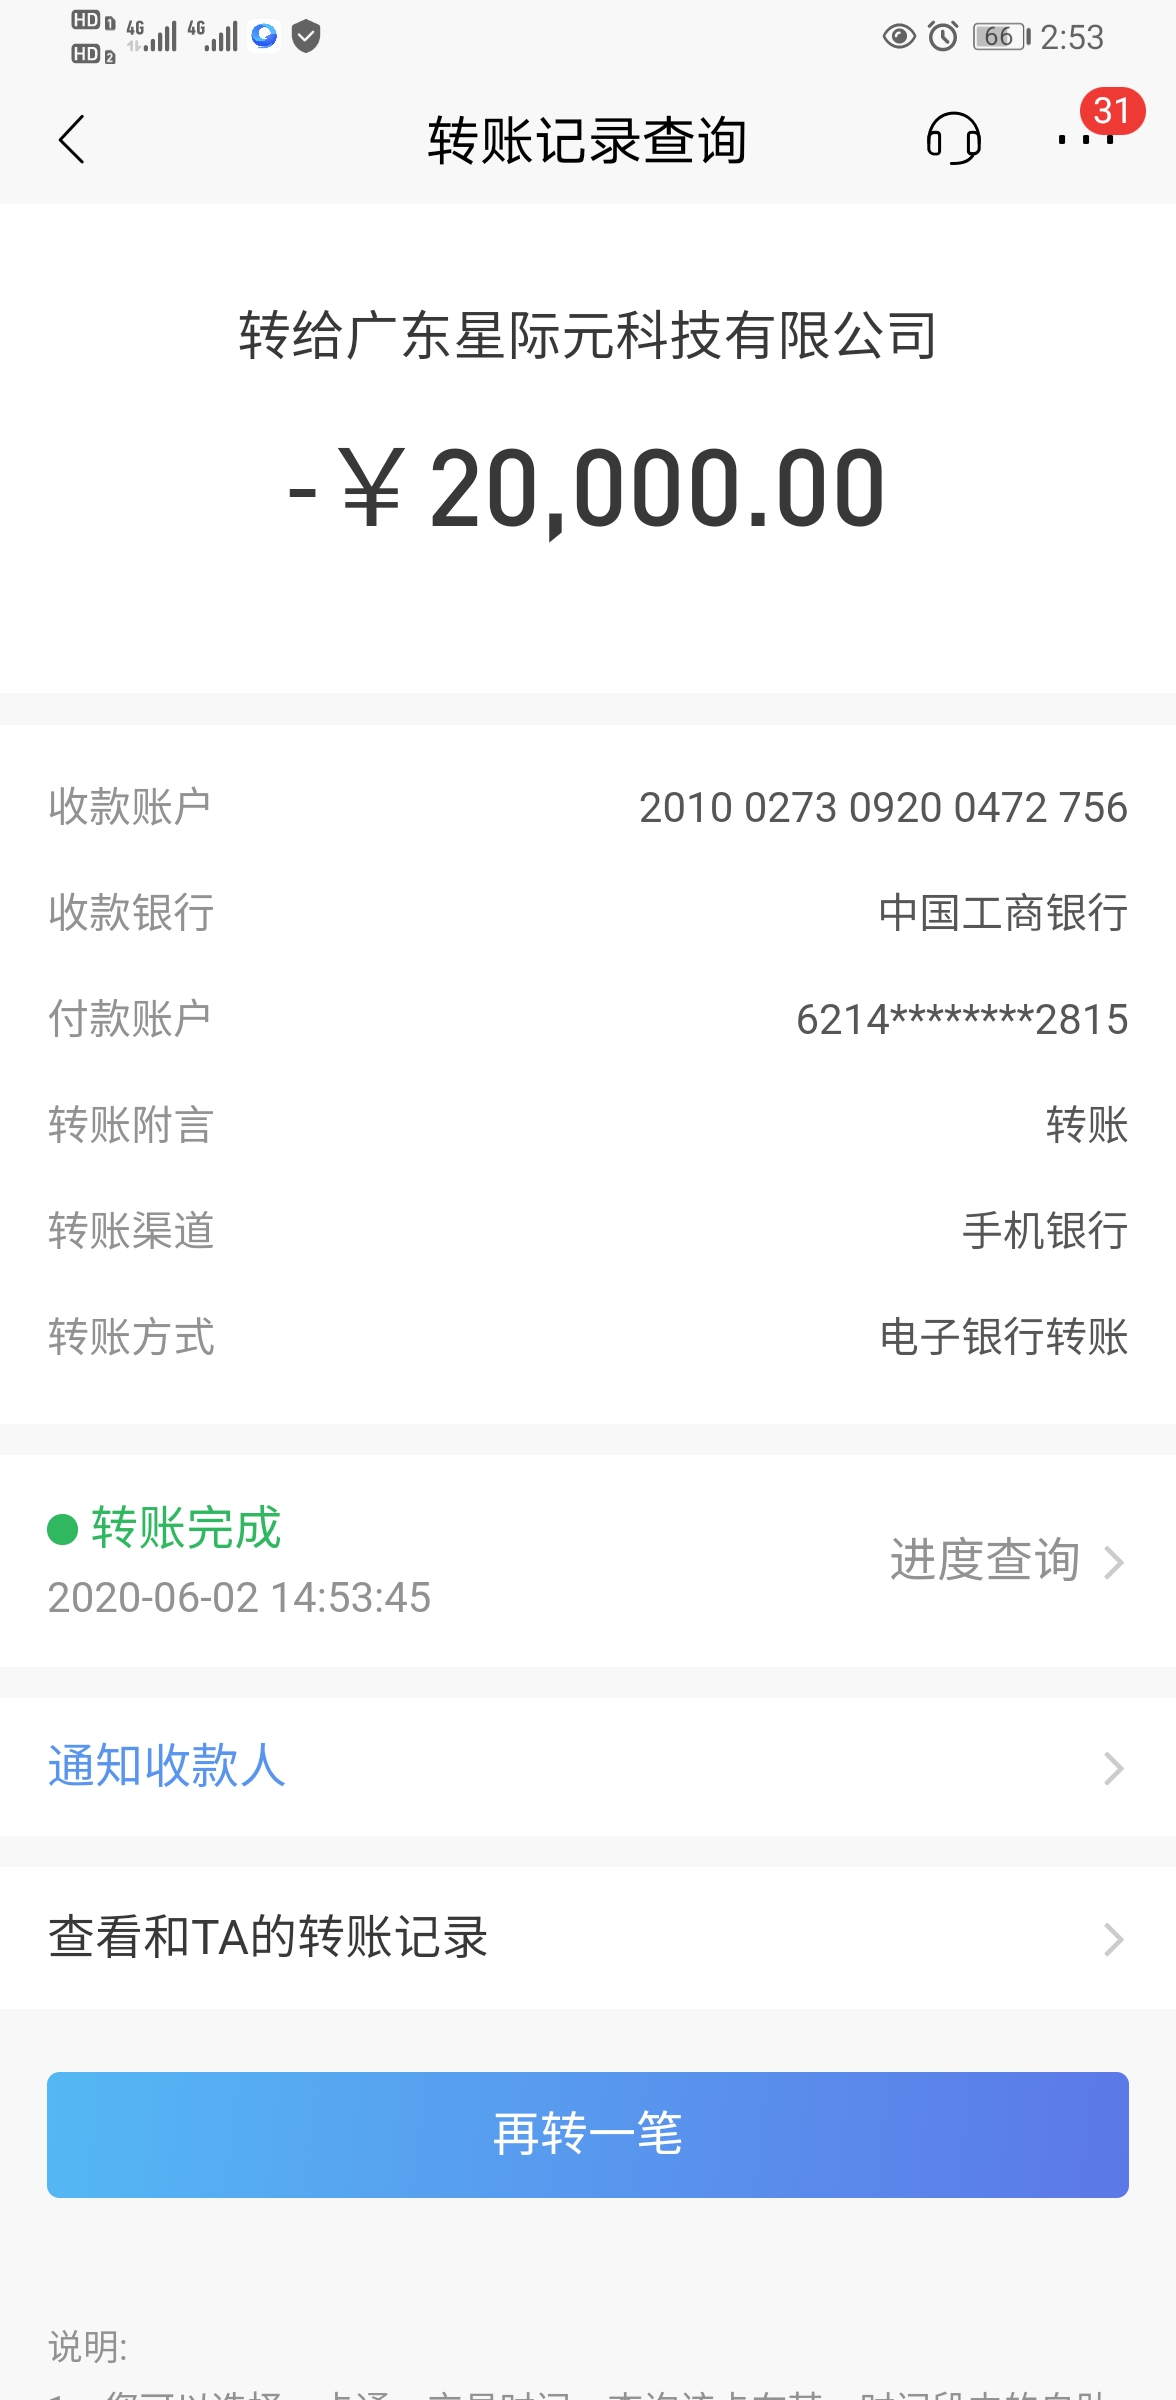 HD 1 4G 4G 66 2:53
HD 2
转账记录查询 31
转给广东星际元科技有限公司
-￥20,000.00
收款账户 2010 0273 0920 0472 756
收款银行 中国工商银行
付款账户 6214********2815
转账附言 转账
转账渠道 手机银行
转账方式 电子银行转账
转账完成
进度查询
2020-06-02 14:53:45
通知收款人
查看和TA的转账记录
再转一笔
说明: